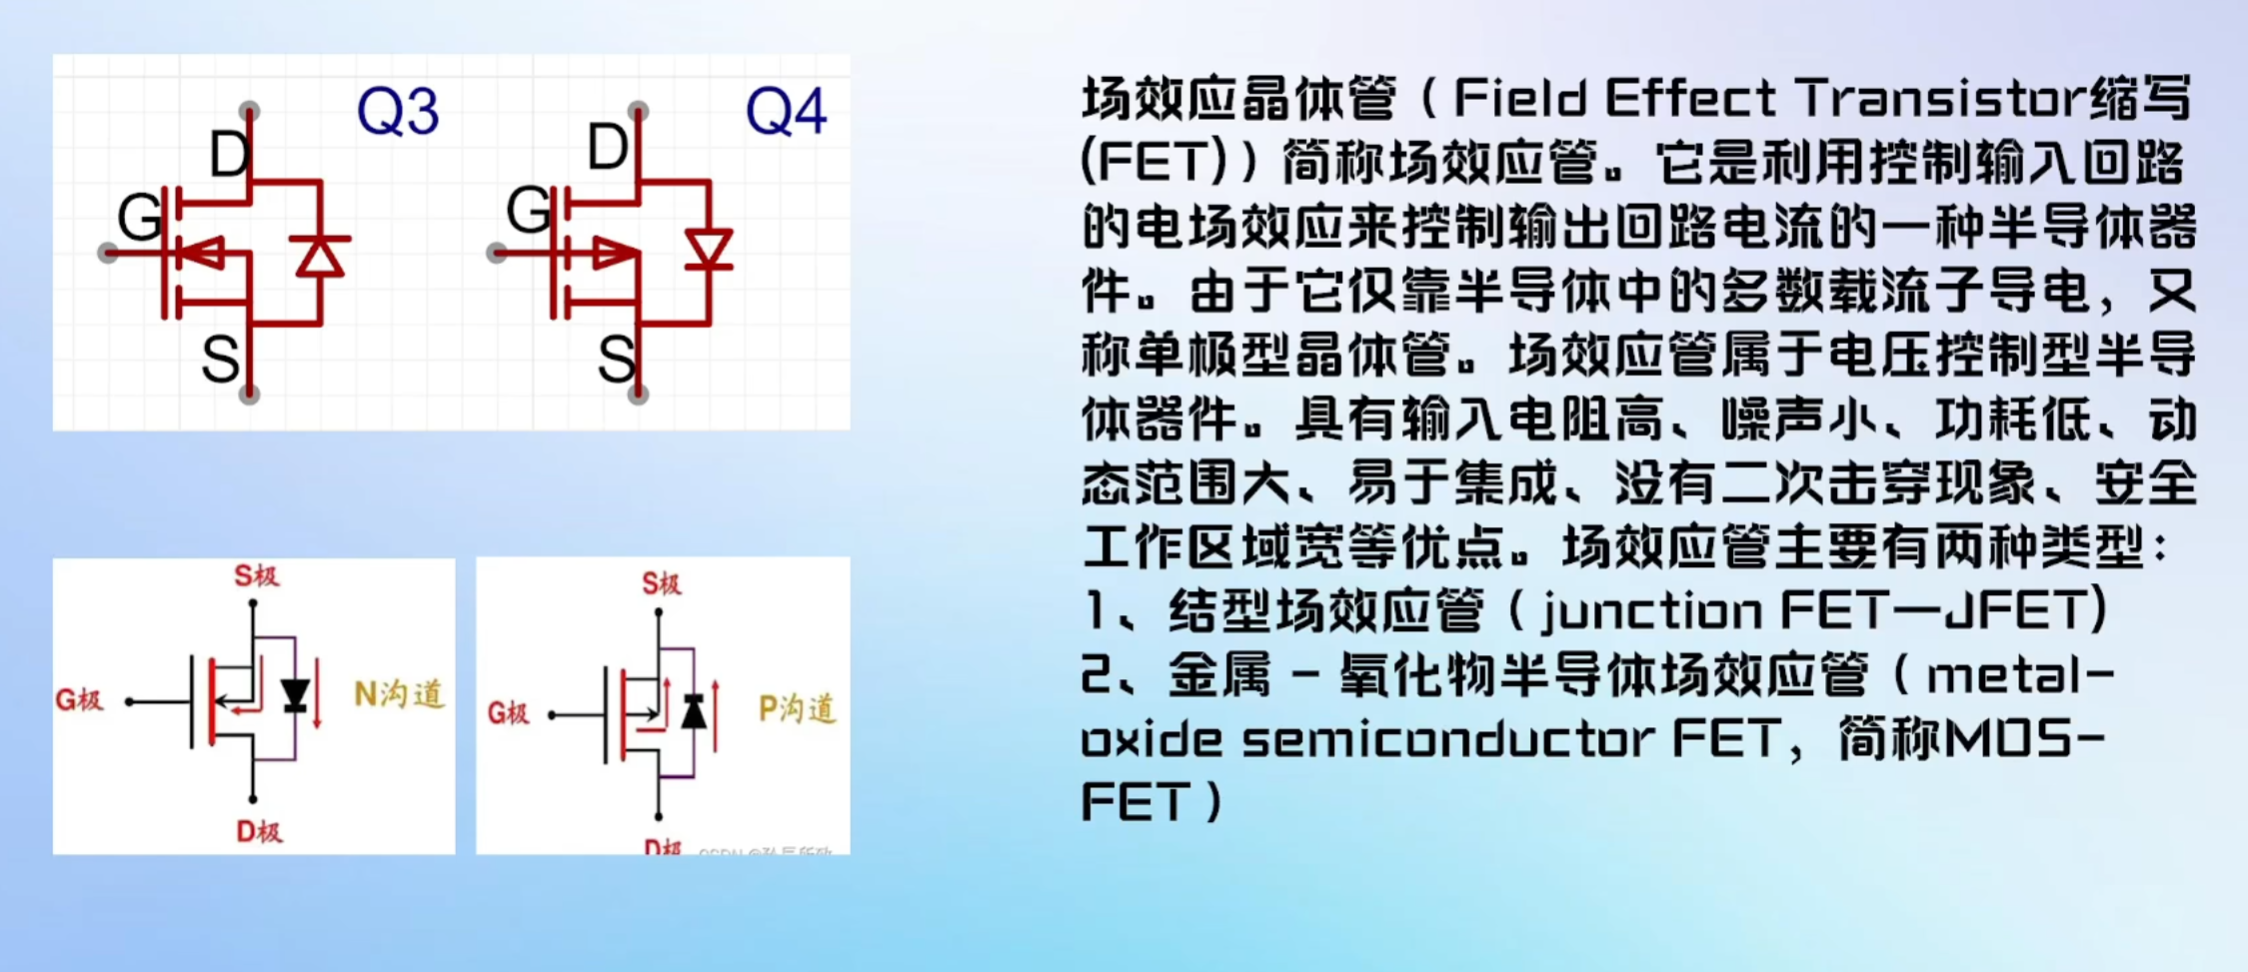 Q3
Q4
D
D
G
G
S
S
场效应晶体管（Field Effect Transistor缩写
(FET)）简称场效应管。它是利用控制输入回路
的电场效应来控制输出回路电流的一种半导体器
件。由于它仅靠半导体中的多数载流子导电，又
称单极型晶体管。场效应管属于电压控制型半导
体器件。具有输入电阻高、噪声小、功耗低、动
态范围大、易于集成、没有二次击穿现象、安全
工作区域宽等优点。场效应管主要有两种类型：
1、结型场效应管（junction FET—JFET)
2、金属－氧化物半导体场效应管（metal-
oxide semiconductor FET，简称MOS-
FET）
S极
G极
N沟道
D极
S极
G极
P沟道
D极